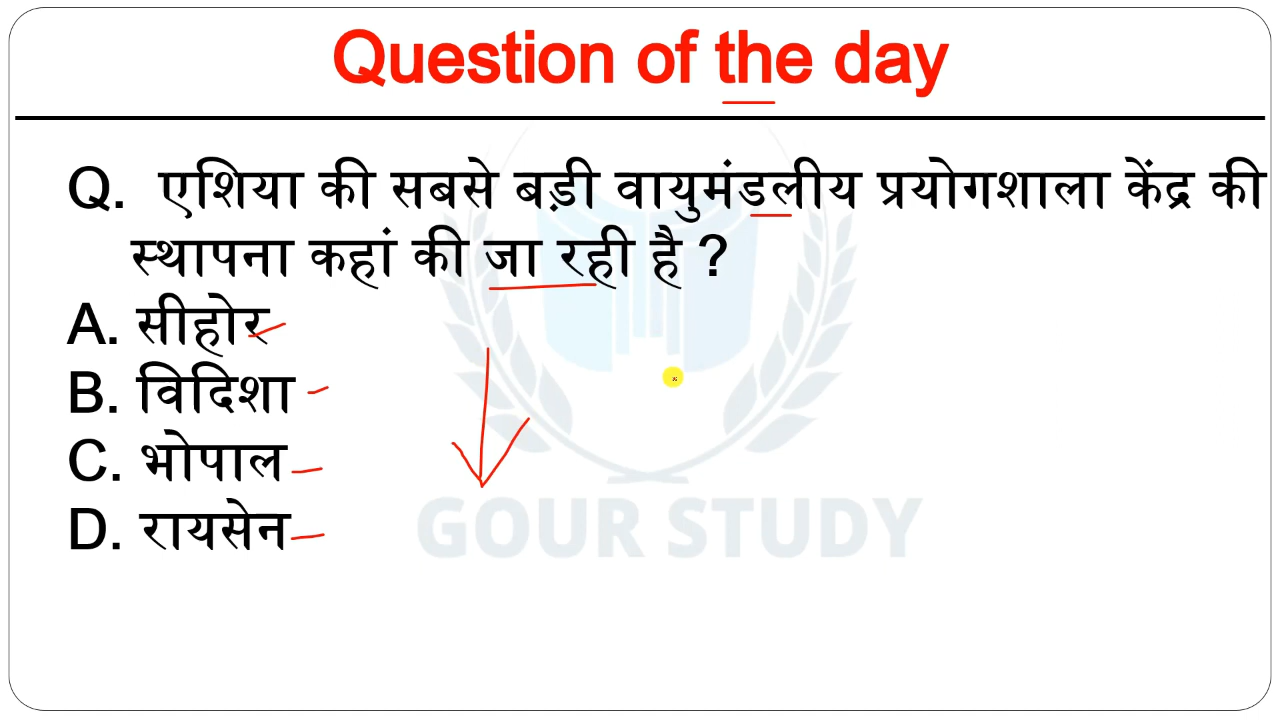 Question of the day
Q. एशिया की सबसे बड़ी वायुमंडलीय प्रयोगशाला केंद्र की
स्थापना कहां की जा रही है ?
A. सीहोर
B. विदिशा
C. भोपाल
D. रायसेन
GOUR STUDY